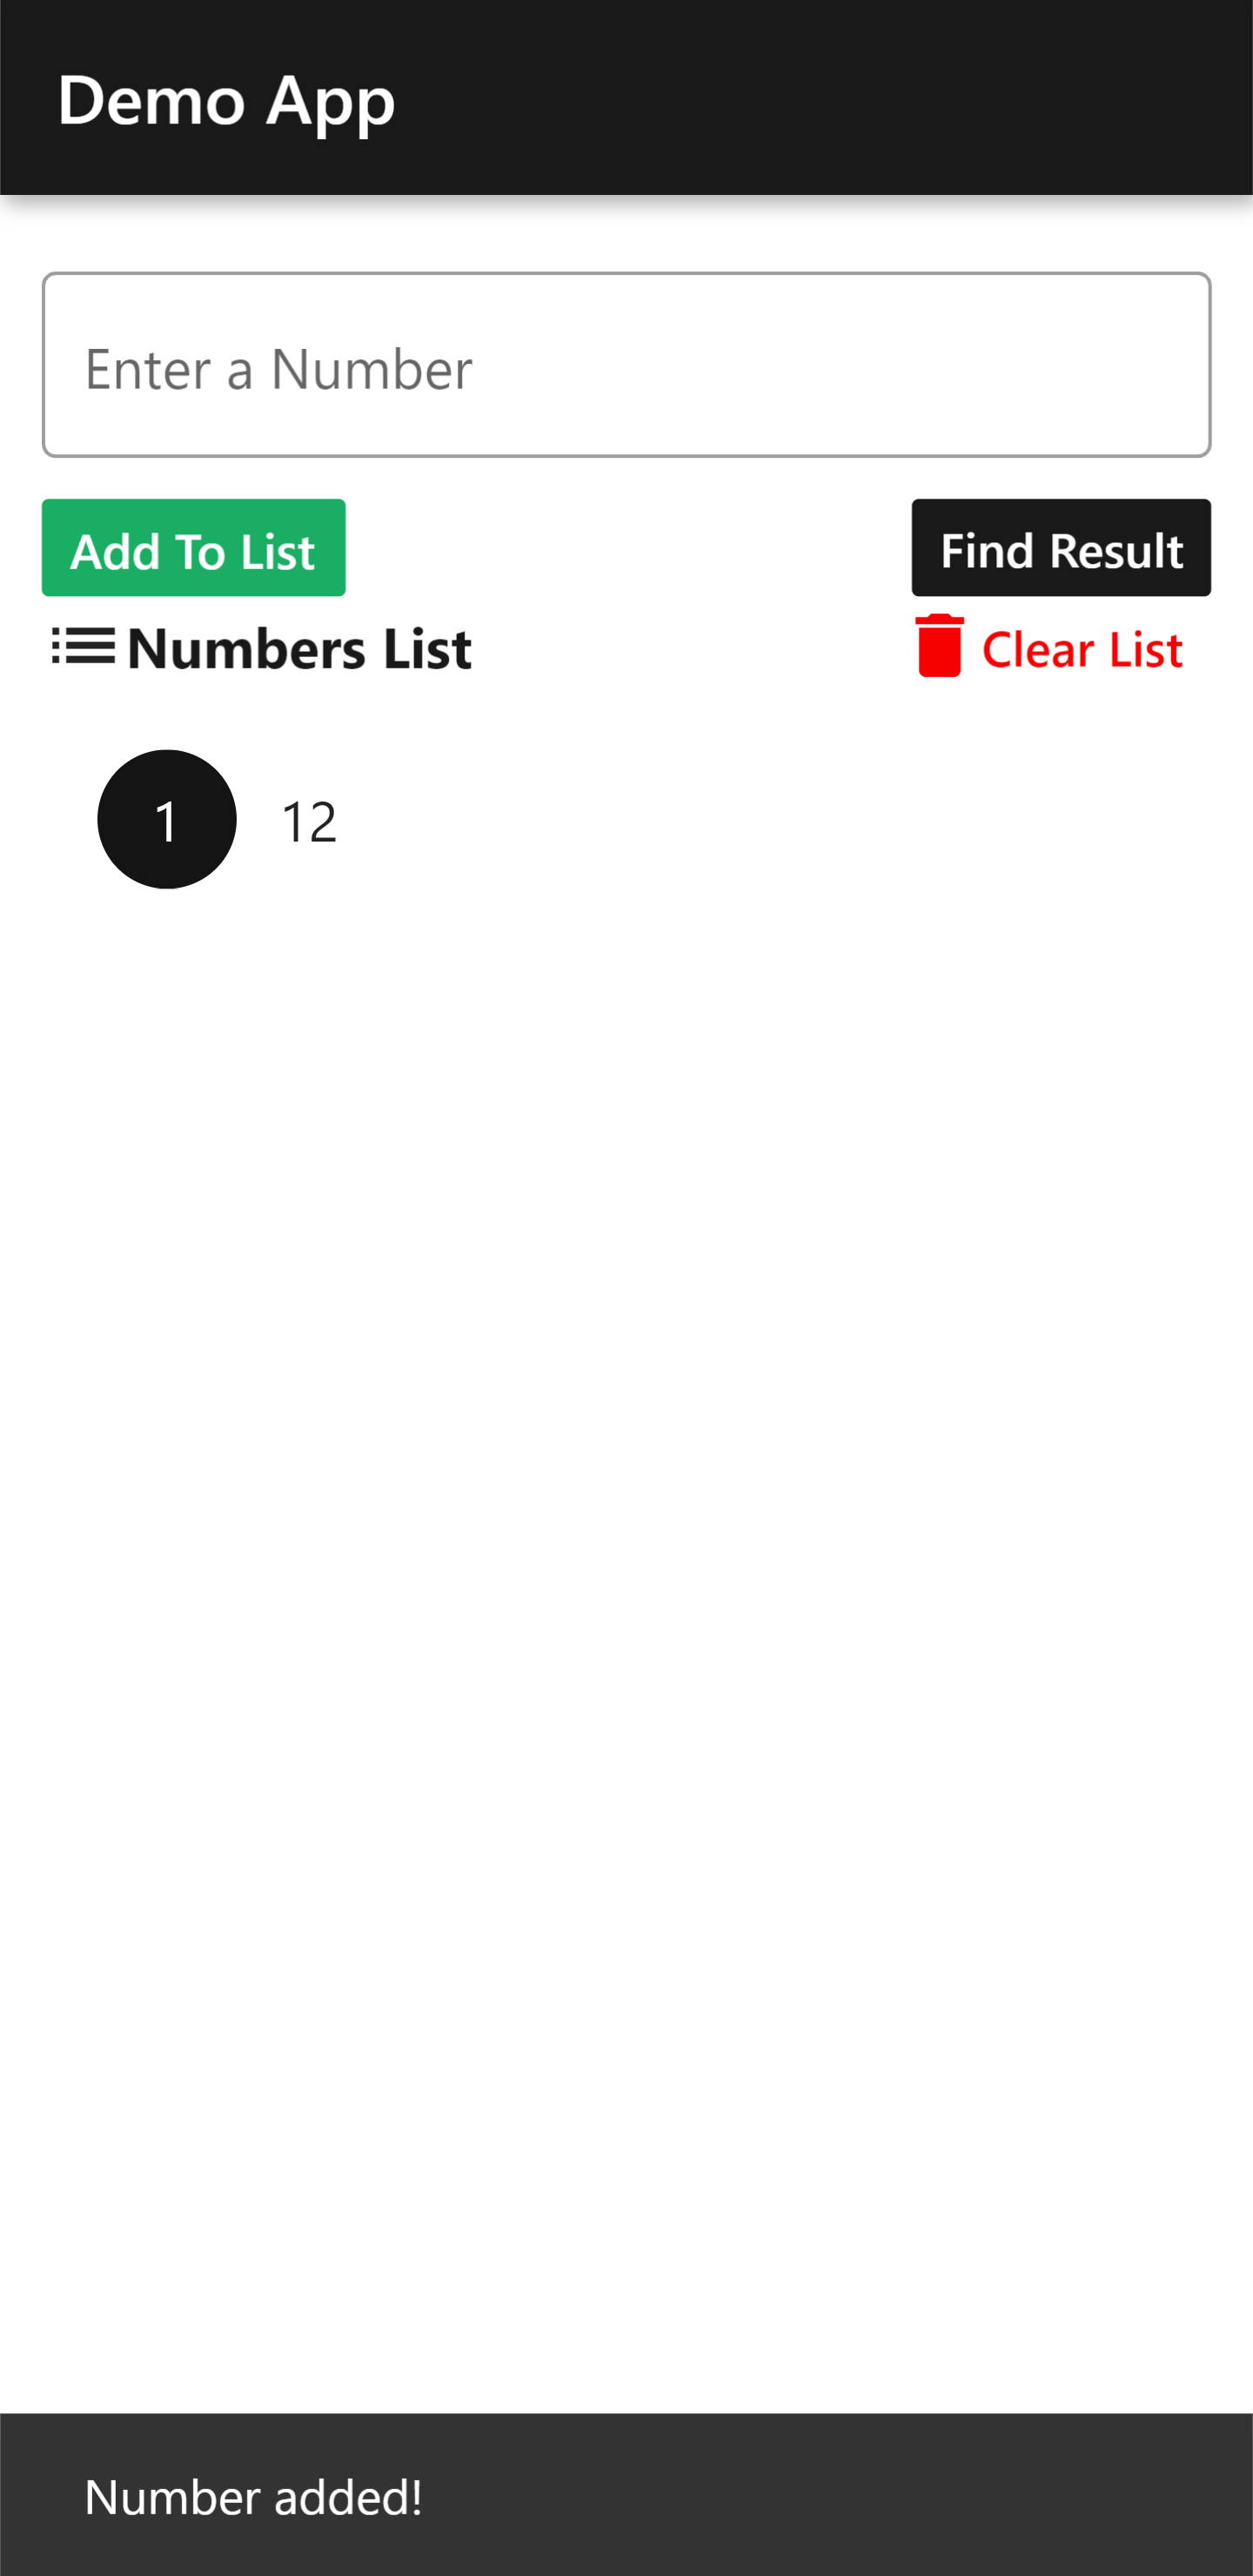 Demo App
Enter a Number
Add To List Find Result
Numbers List Clear List
1 12
Number added!